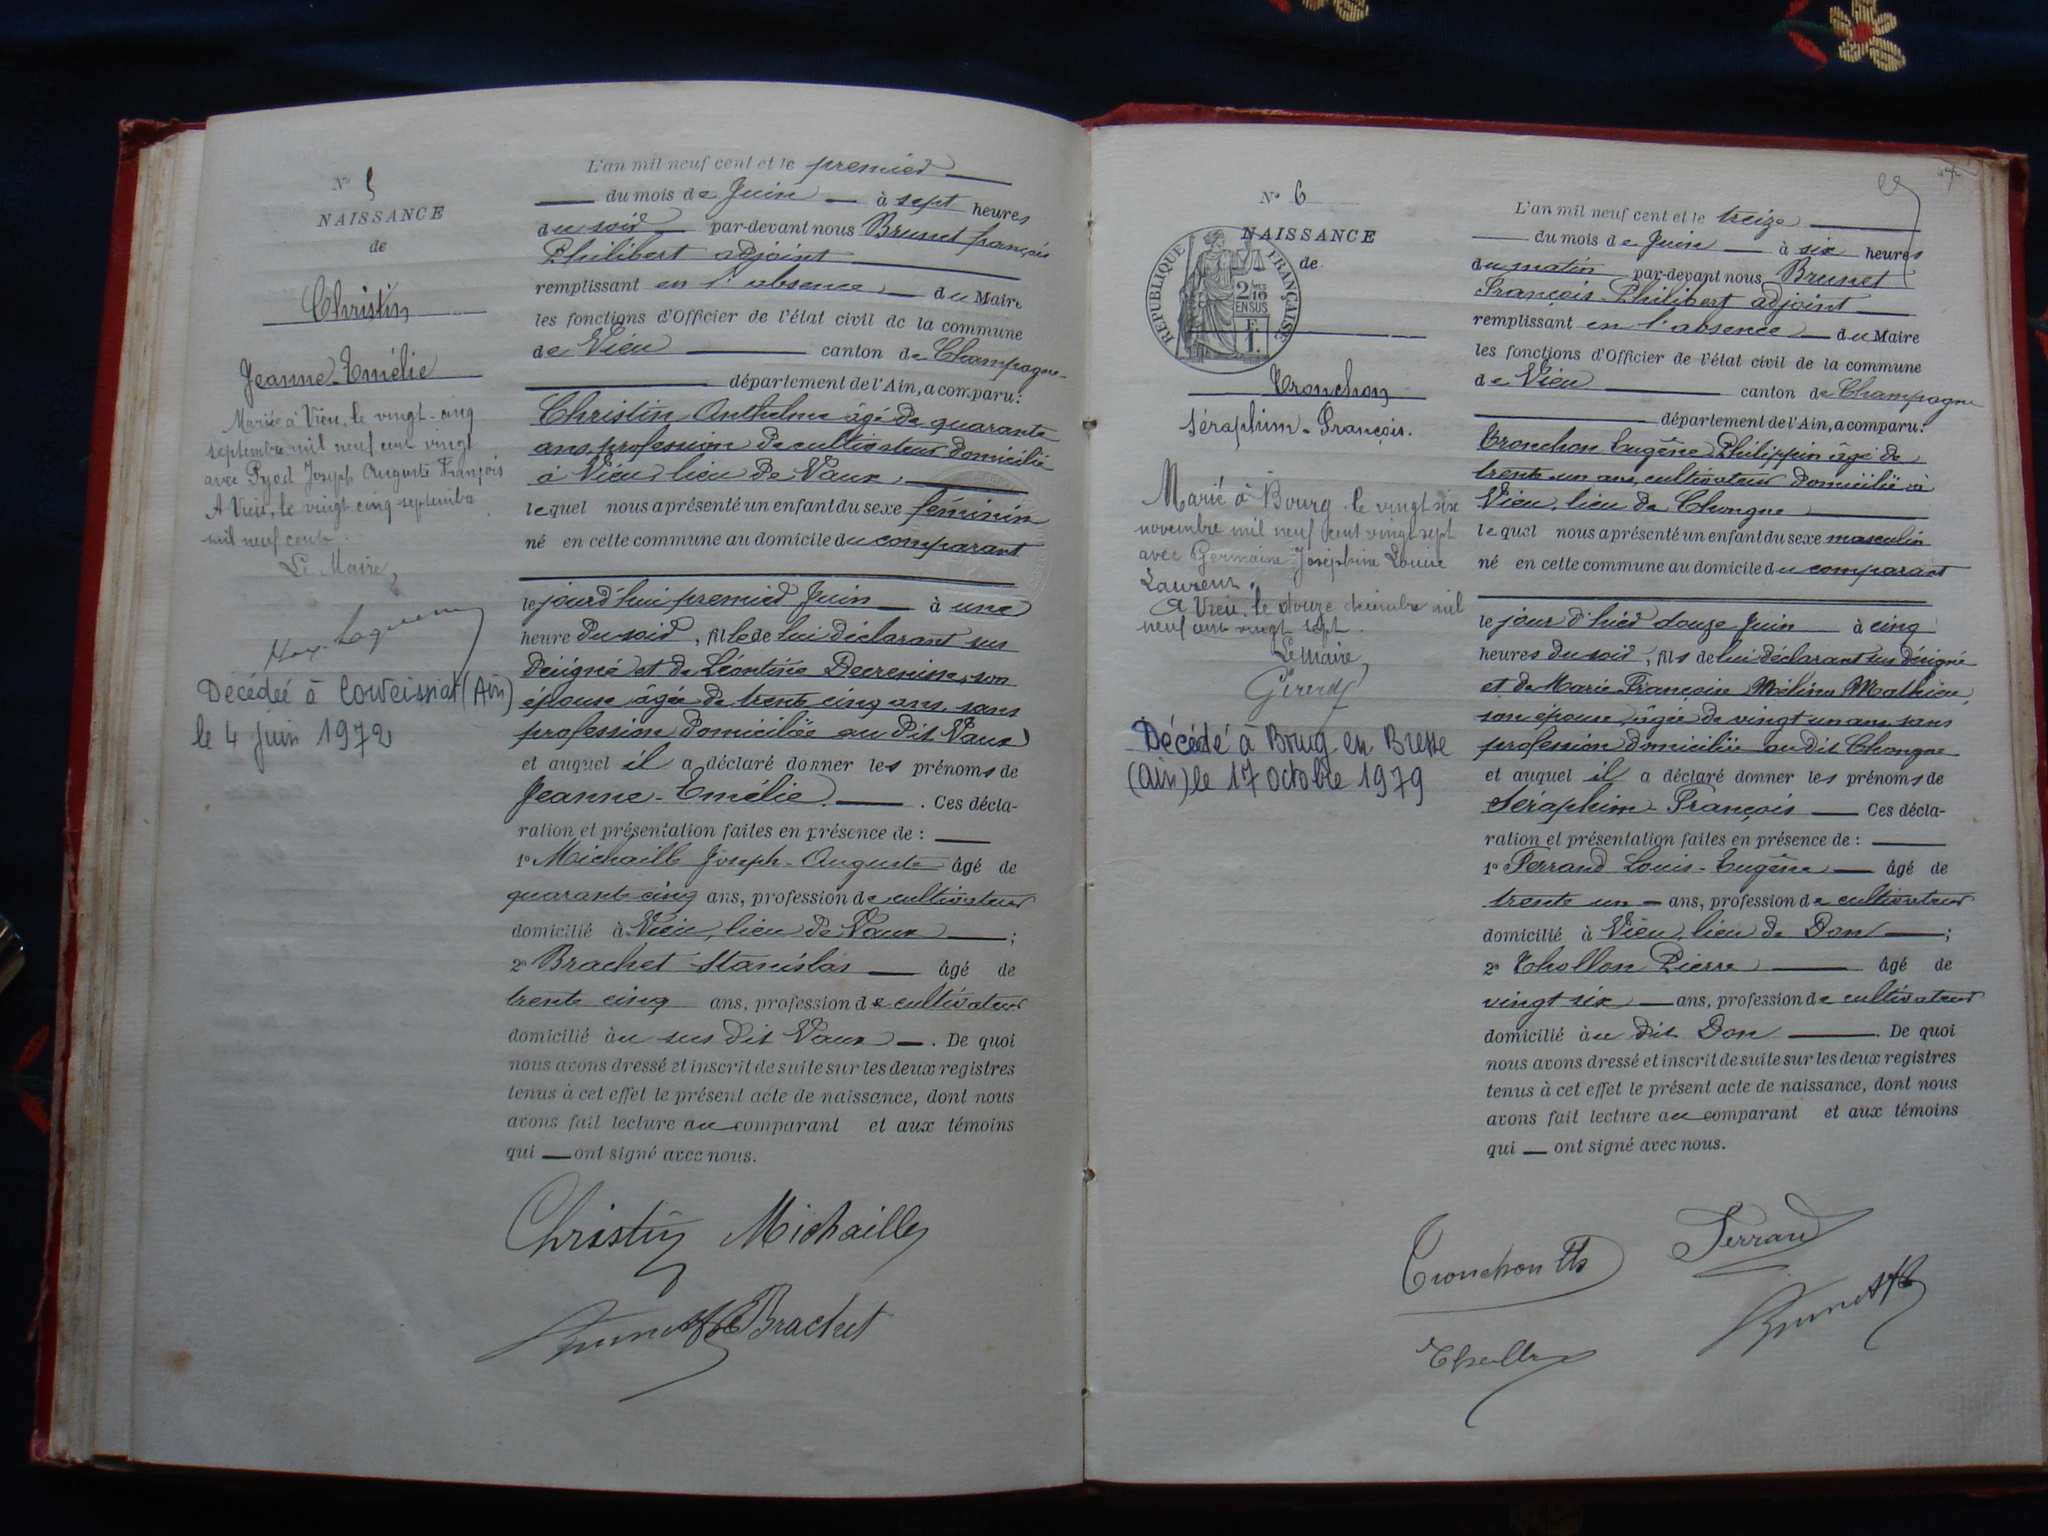 N° 5
NAISSANCE
de
Christin
Jeanne-Emélie
Mariée à Vieu, le vingt-cinq
septembre mil neuf cent vingt
avec Pyod Joseph Auguste François
A Vieu, le vingt cinq septembre
mil neuf cent
Le Maire,
Décédée à (Ain)
le 4 juin 1972
L'an mil neuf cent et le premier
du mois de Juin à sept heures
du soir par-devant nous Brunet françois
Philibert adjoint
remplissant en l'absence du Maire
les fonctions d'Officier de l'état civil de la commune
de Vieu canton de Champagne
département de l'Ain, a comparu:
Christin Anthelme âgé de quarante
ans, profession de cultivateur domicilié
à Vieu, lieu de Vaux,
lequel nous a présenté un enfant du sexe féminin
né en cette commune au domicile du comparant
le jourd'hui premier Juin à une
heure du soir, fille de lui déclarant sus
désigné et de Léontine Decrenisse, son
épouse âgée de trente cinq ans, sans
profession domiciliée au dit Vaux
et auquel il a déclaré donner les prénoms de
Jeanne-Emélie. . Ces décla-
ration et présentation faites en présence de :
1° Michaille Joseph-Auguste âgé de
quarante cinq ans, profession de cultivateur
domicilié à Vieu, lieu de Vaux ;
2° Brachet Stanislas âgé de
trente cinq ans, profession de cultivateur
domicilié au sus dit Vaux . De quoi
nous avons dressé et inscrit de suite sur les deux registres
tenus à cet effet le présent acte de naissance, dont nous
avons fait lecture au comparant et aux témoins
qui ont signé avec nous.
Christin Michaille
Brunet Brachet
N° 6
NAISSANCE
de
RÉPUBLIQUE FRANÇAISE
2/10 EN SUS
Tronchon
Séraphim-François.
Marié à Bourg le vingt six
novembre mil neuf cent vingt sept
avec Germaine Joséphine Louise
Laurent.
A Vieu, le douze décembre mil
neuf cent vingt sept.
Le Maire,
Décédé à Bourg en Bresse
(Ain) le 17 octobre 1979
L'an mil neuf cent et le treize
du mois de Juin à six heures
du matin par-devant nous Brunet
François Philibert adjoint
remplissant en l'absence du Maire
les fonctions d'Officier de l'état civil de la commune
de Vieu canton de Champagne
département de l'Ain, a comparu:
Tronchon Eugène Philippin âgé de
trente un ans, cultivateur domicilié à
Vieu, lieu de Chongne
lequel nous a présenté un enfant du sexe masculin
né en cette commune au domicile du comparant
le jour d'hier douze Juin à cinq
heures du soir, fils de lui déclarant sus désigné
et de Marie Françoise Mélina Mathieu,
son épouse, âgée de vingt un ans, sans
profession domiciliée au dit Chongne
et auquel il a déclaré donner les prénoms de
Séraphim-François Ces décla-
ration et présentation faites en présence de :
1° Ferrand Louis-Eugène âgé de
trente un ans, profession de cultivateur
domicilié à Vieu, lieu de Don ;
2° Thollon Pierre âgé de
vingt six ans, profession de cultivateur
domicilié au dit Don . De quoi
nous avons dressé et inscrit de suite sur les deux registres
tenus à cet effet le présent acte de naissance, dont nous
avons fait lecture au comparant et aux témoins
qui ont signé avec nous.
Tronchon Ferrand
Brunet
Thollon